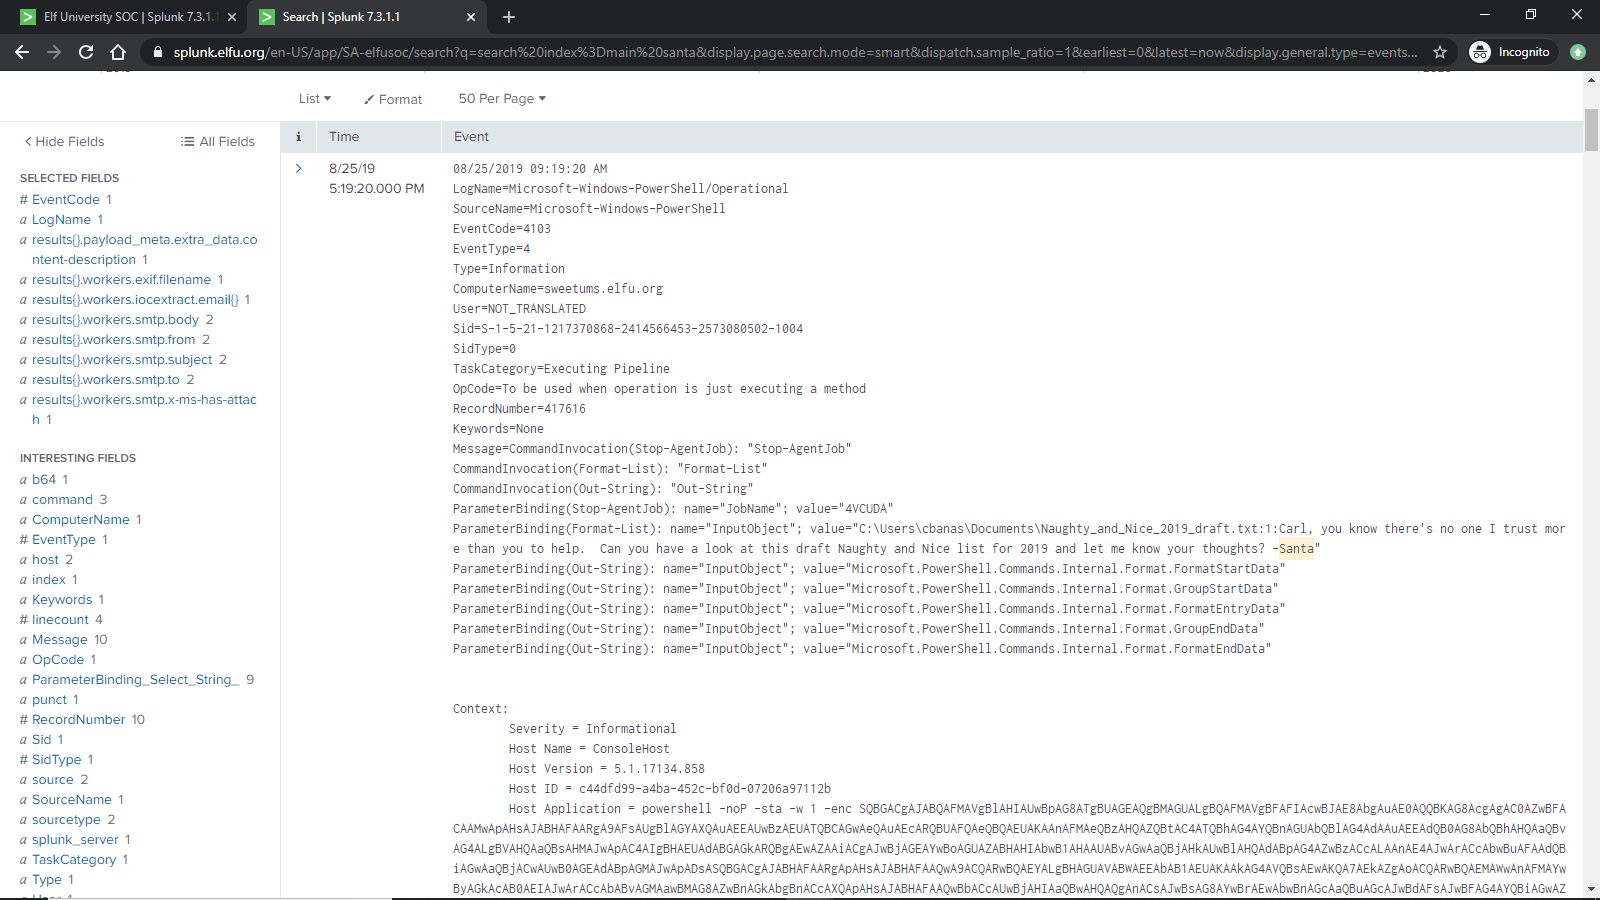 Elf University SOC | Splunk 7.3.1.1
Search | Splunk 7.3.1.1
splunk.elfu.org/en-US/app/SA-elfusoc/search?q=search%20index%3Dmain%20santa&display.page.search.mode=smart&dispatch.sample_ratio=1&earliest=0&latest=now&display.general.type=events...
Incognito
List
Format
50 Per Page
Hide Fields
All Fields
i
Time
Event
SELECTED FIELDS
# EventCode 1
a LogName 1
a results{}.payload_meta.extra_data.co
ntent-description 1
a results{}.workers.exif.filename 1
a results{}.workers.iocextract.email{} 1
a results{}.workers.smtp.body 2
a results{}.workers.smtp.from 2
a results{}.workers.smtp.subject 2
a results{}.workers.smtp.to 2
a results{}.workers.smtp.x-ms-has-attac
h 1
INTERESTING FIELDS
a b64 1
a command 3
a ComputerName 1
# EventType 1
a host 2
a index 1
a Keywords 1
# linecount 4
a Message 10
a OpCode 1
a ParameterBinding_Select_String_ 9
a punct 1
# RecordNumber 10
a Sid 1
# SidType 1
a source 2
a SourceName 1
a sourcetype 2
a splunk_server 1
a TaskCategory 1
a Type 1
8/25/19
5:19:20.000 PM
08/25/2019 09:19:20 AM
LogName=Microsoft-Windows-PowerShell/Operational
SourceName=Microsoft-Windows-PowerShell
EventCode=4103
EventType=4
Type=Information
ComputerName=sweetums.elfu.org
User=NOT_TRANSLATED
Sid=S-1-5-21-1217370868-2414566453-2573080502-1004
SidType=0
TaskCategory=Executing Pipeline
OpCode=To be used when operation is just executing a method
RecordNumber=417616
Keywords=None
Message=CommandInvocation(Stop-AgentJob): "Stop-AgentJob"
CommandInvocation(Format-List): "Format-List"
CommandInvocation(Out-String): "Out-String"
ParameterBinding(Stop-AgentJob): name="JobName"; value="4VCUDA"
ParameterBinding(Format-List): name="InputObject"; value="C:\Users\cbanas\Documents\Naughty_and_Nice_2019_draft.txt:1:Carl, you know there's no one I trust mor
e than you to help.  Can you have a look at this draft Naughty and Nice list for 2019 and let me know your thoughts? -Santa"
ParameterBinding(Out-String): name="InputObject"; value="Microsoft.PowerShell.Commands.Internal.Format.FormatStartData"
ParameterBinding(Out-String): name="InputObject"; value="Microsoft.PowerShell.Commands.Internal.Format.GroupStartData"
ParameterBinding(Out-String): name="InputObject"; value="Microsoft.PowerShell.Commands.Internal.Format.FormatEntryData"
ParameterBinding(Out-String): name="InputObject"; value="Microsoft.PowerShell.Commands.Internal.Format.GroupEndData"
ParameterBinding(Out-String): name="InputObject"; value="Microsoft.PowerShell.Commands.Internal.Format.FormatEndData"
Context:
Severity = Informational
Host Name = ConsoleHost
Host Version = 5.1.17134.858
Host ID = c44dfd99-a4ba-452c-bf0d-07206a97112b
Host Application = powershell -noP -sta -w 1 -enc